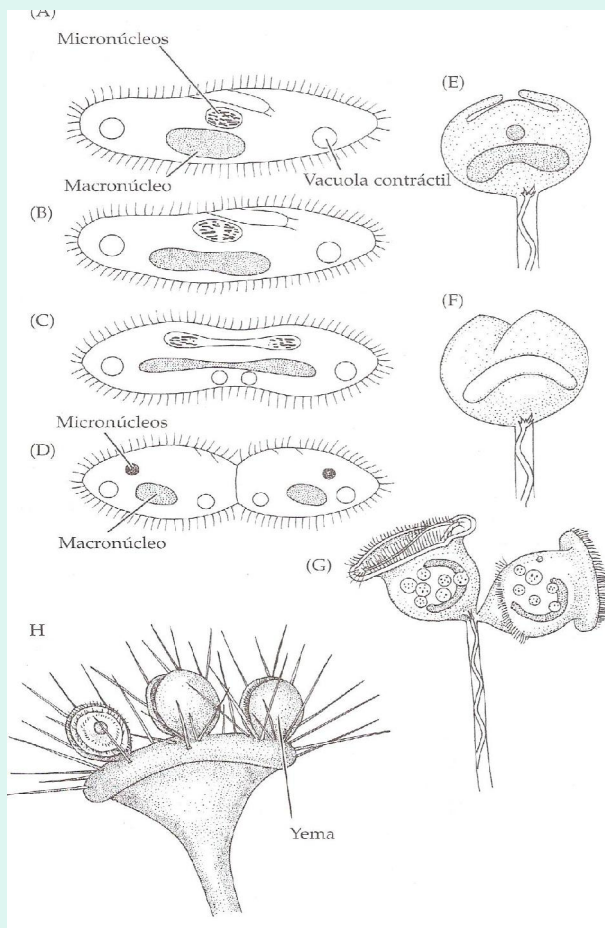 (A)
Micronúcleos
Macronúcleo
Vacuola contráctil
(B)
(C)
Micronúcleos
(D)
Macronúcleo
(E)
(F)
(G)
H
Yema